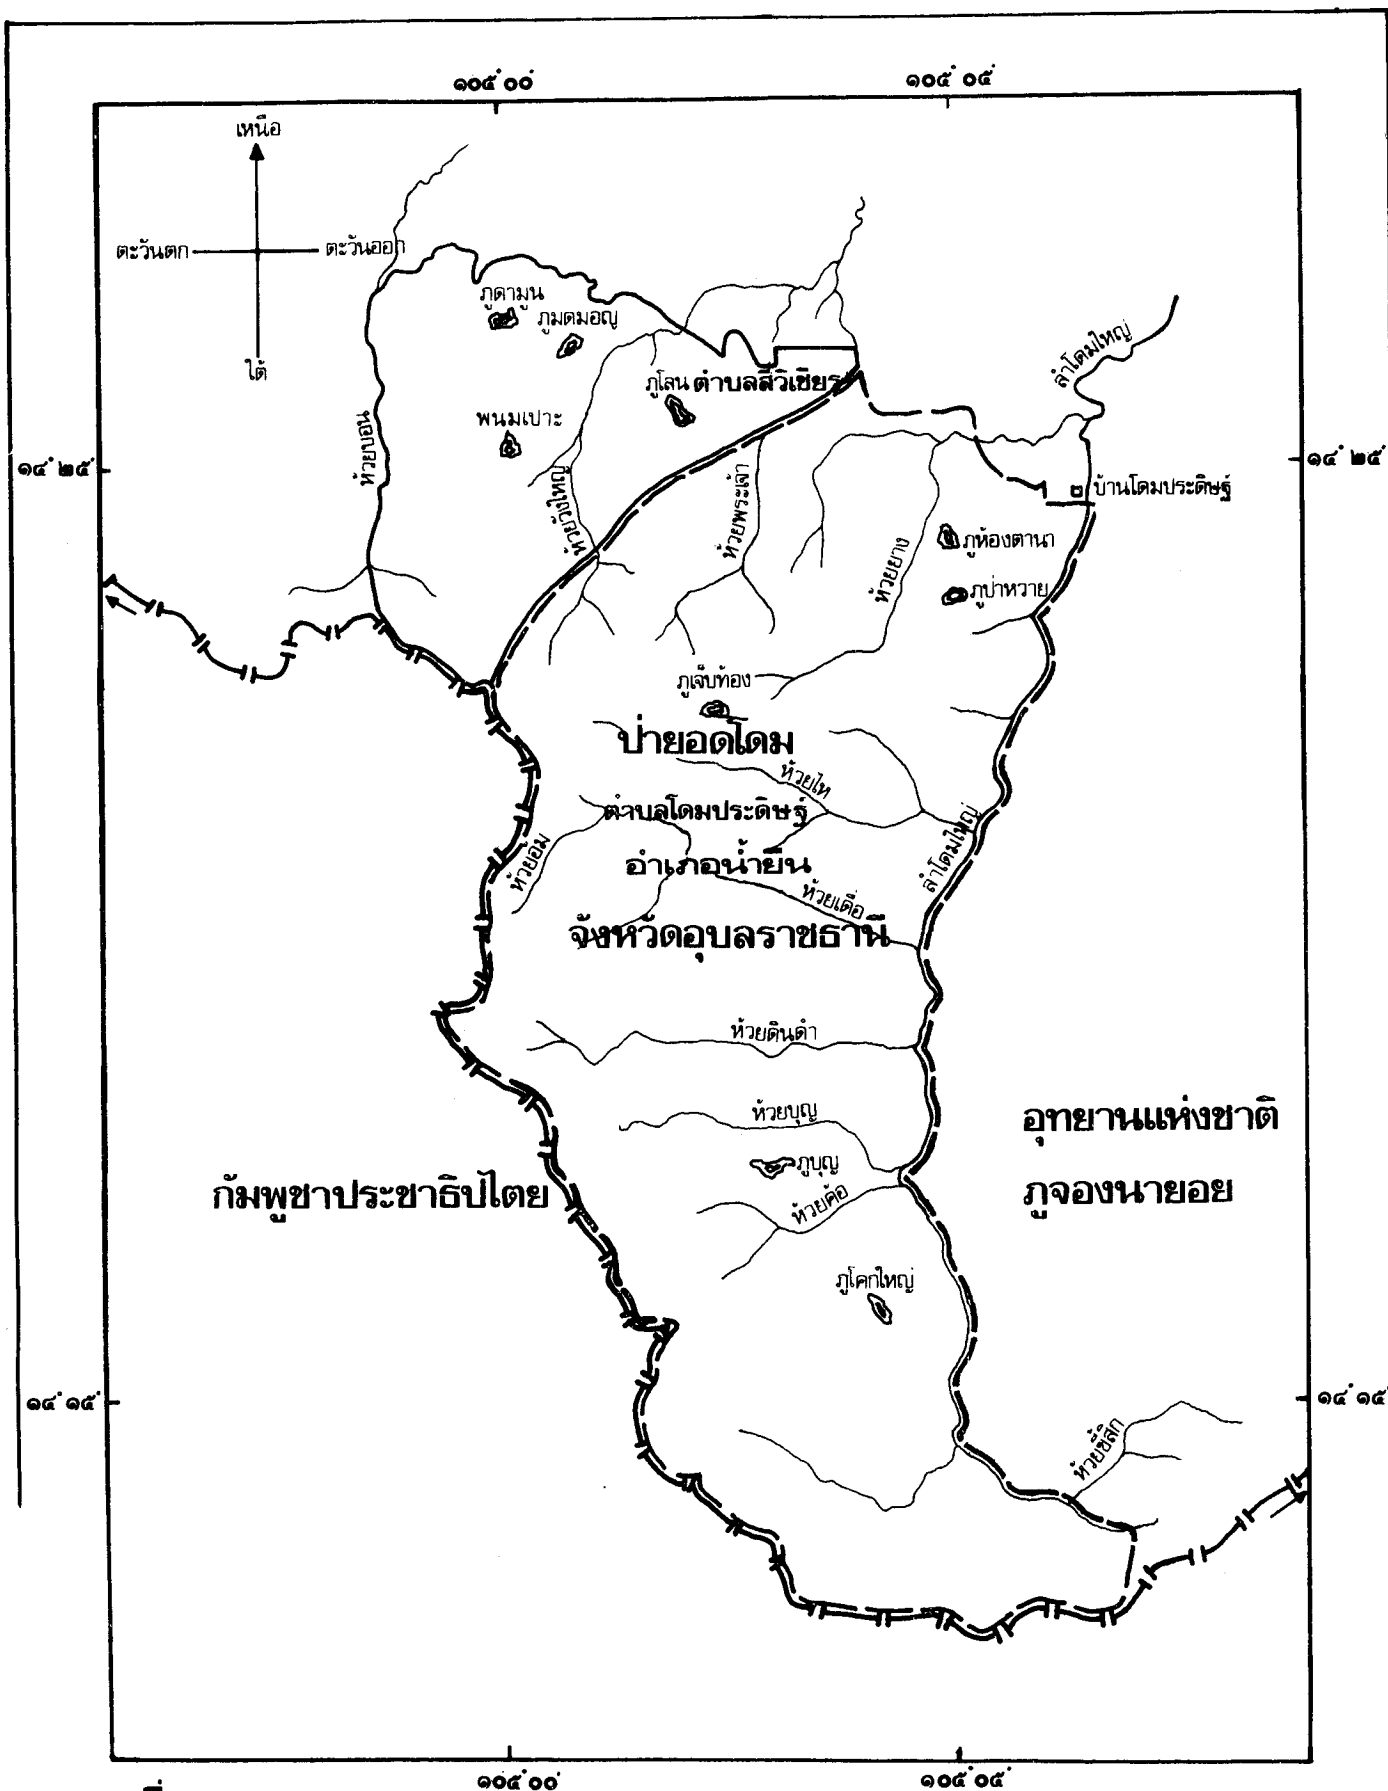 ๑๐๕° ๐๐'
๑๐๕° ๐๕'
เหนือ
ตะวันตก
ตะวันออก
ใต้
ภูดามูน
ภูมดมอญ
ลำโดมใหญ่
ภูโลน
ตำบลสีวิเชียร
พนมเปาะ
ห้วยบอน
๑๔° ๒๕'
๑๔° ๒๕'
ห้วยวังใหญ่
ห้วยพระเจ้า
บ้านโดมประดิษฐ์
ภูห้องตานา
ห้วยยาง
ภูป่าหวาย
ภูเจ็บท้อง
ป่ายอดโดม
ห้วยไท
ตำบลโดมประดิษฐ์
ห้วยอม
อำเภอน้ำยืน
ลำโดมใหญ่
ห้วยเดื่อ
จังหวัดอุบลราชธานี
ห้วยดินดำ
ห้วยบุญ
อุทยานแห่งชาติ
ภูบุญ
กัมพูชาประชาธิปไตย
ห้วยค้อ
ภูจองนายอย
ภูโคกใหญ่
๑๔° ๑๕'
๑๔° ๑๕'
ห้วยซีสิก
๑๐๕° ๐๐'
๑๐๕° ๐๕'